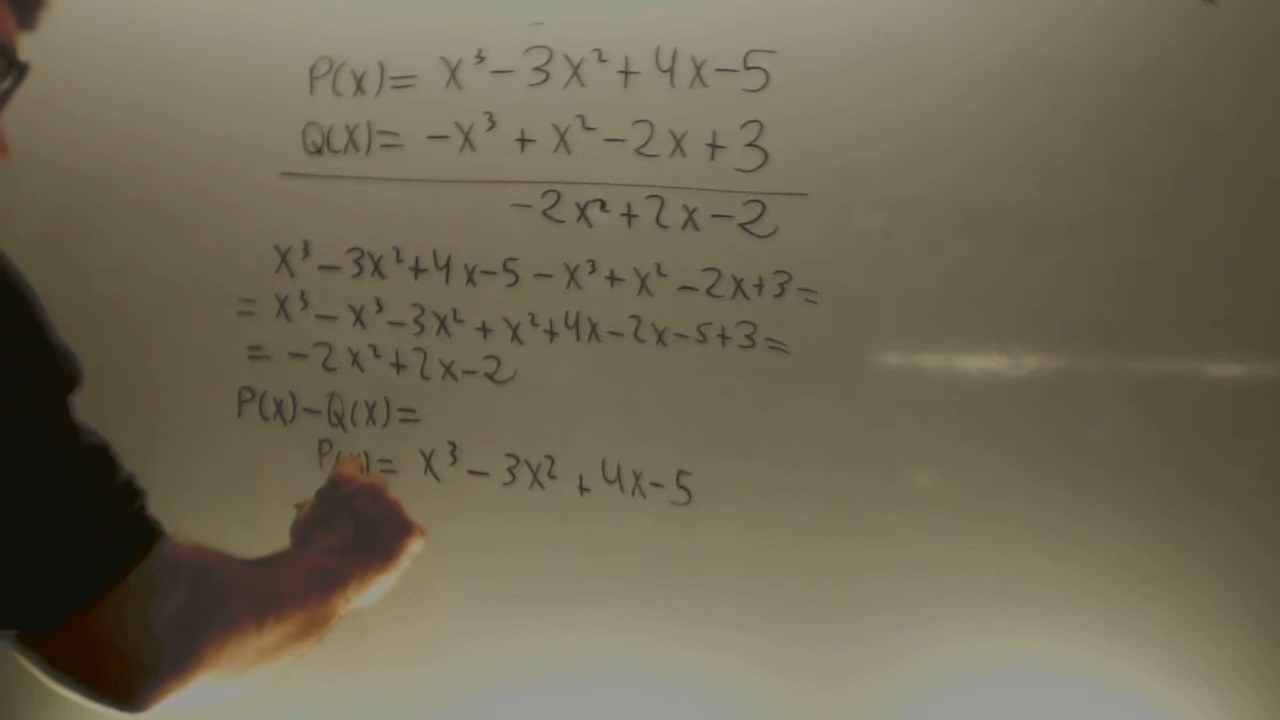 P(x)= x³-3x²+4x-5
Q(x)= -x³+x²-2x+3
-2x²+2x-2
x³-3x²+4x-5-x³+x²-2x+3=
=x³-x³-3x²+x²+4x-2x-5+3=
=-2x²+2x-2
P(x)-Q(x)=
P(x)= x³-3x²+4x-5